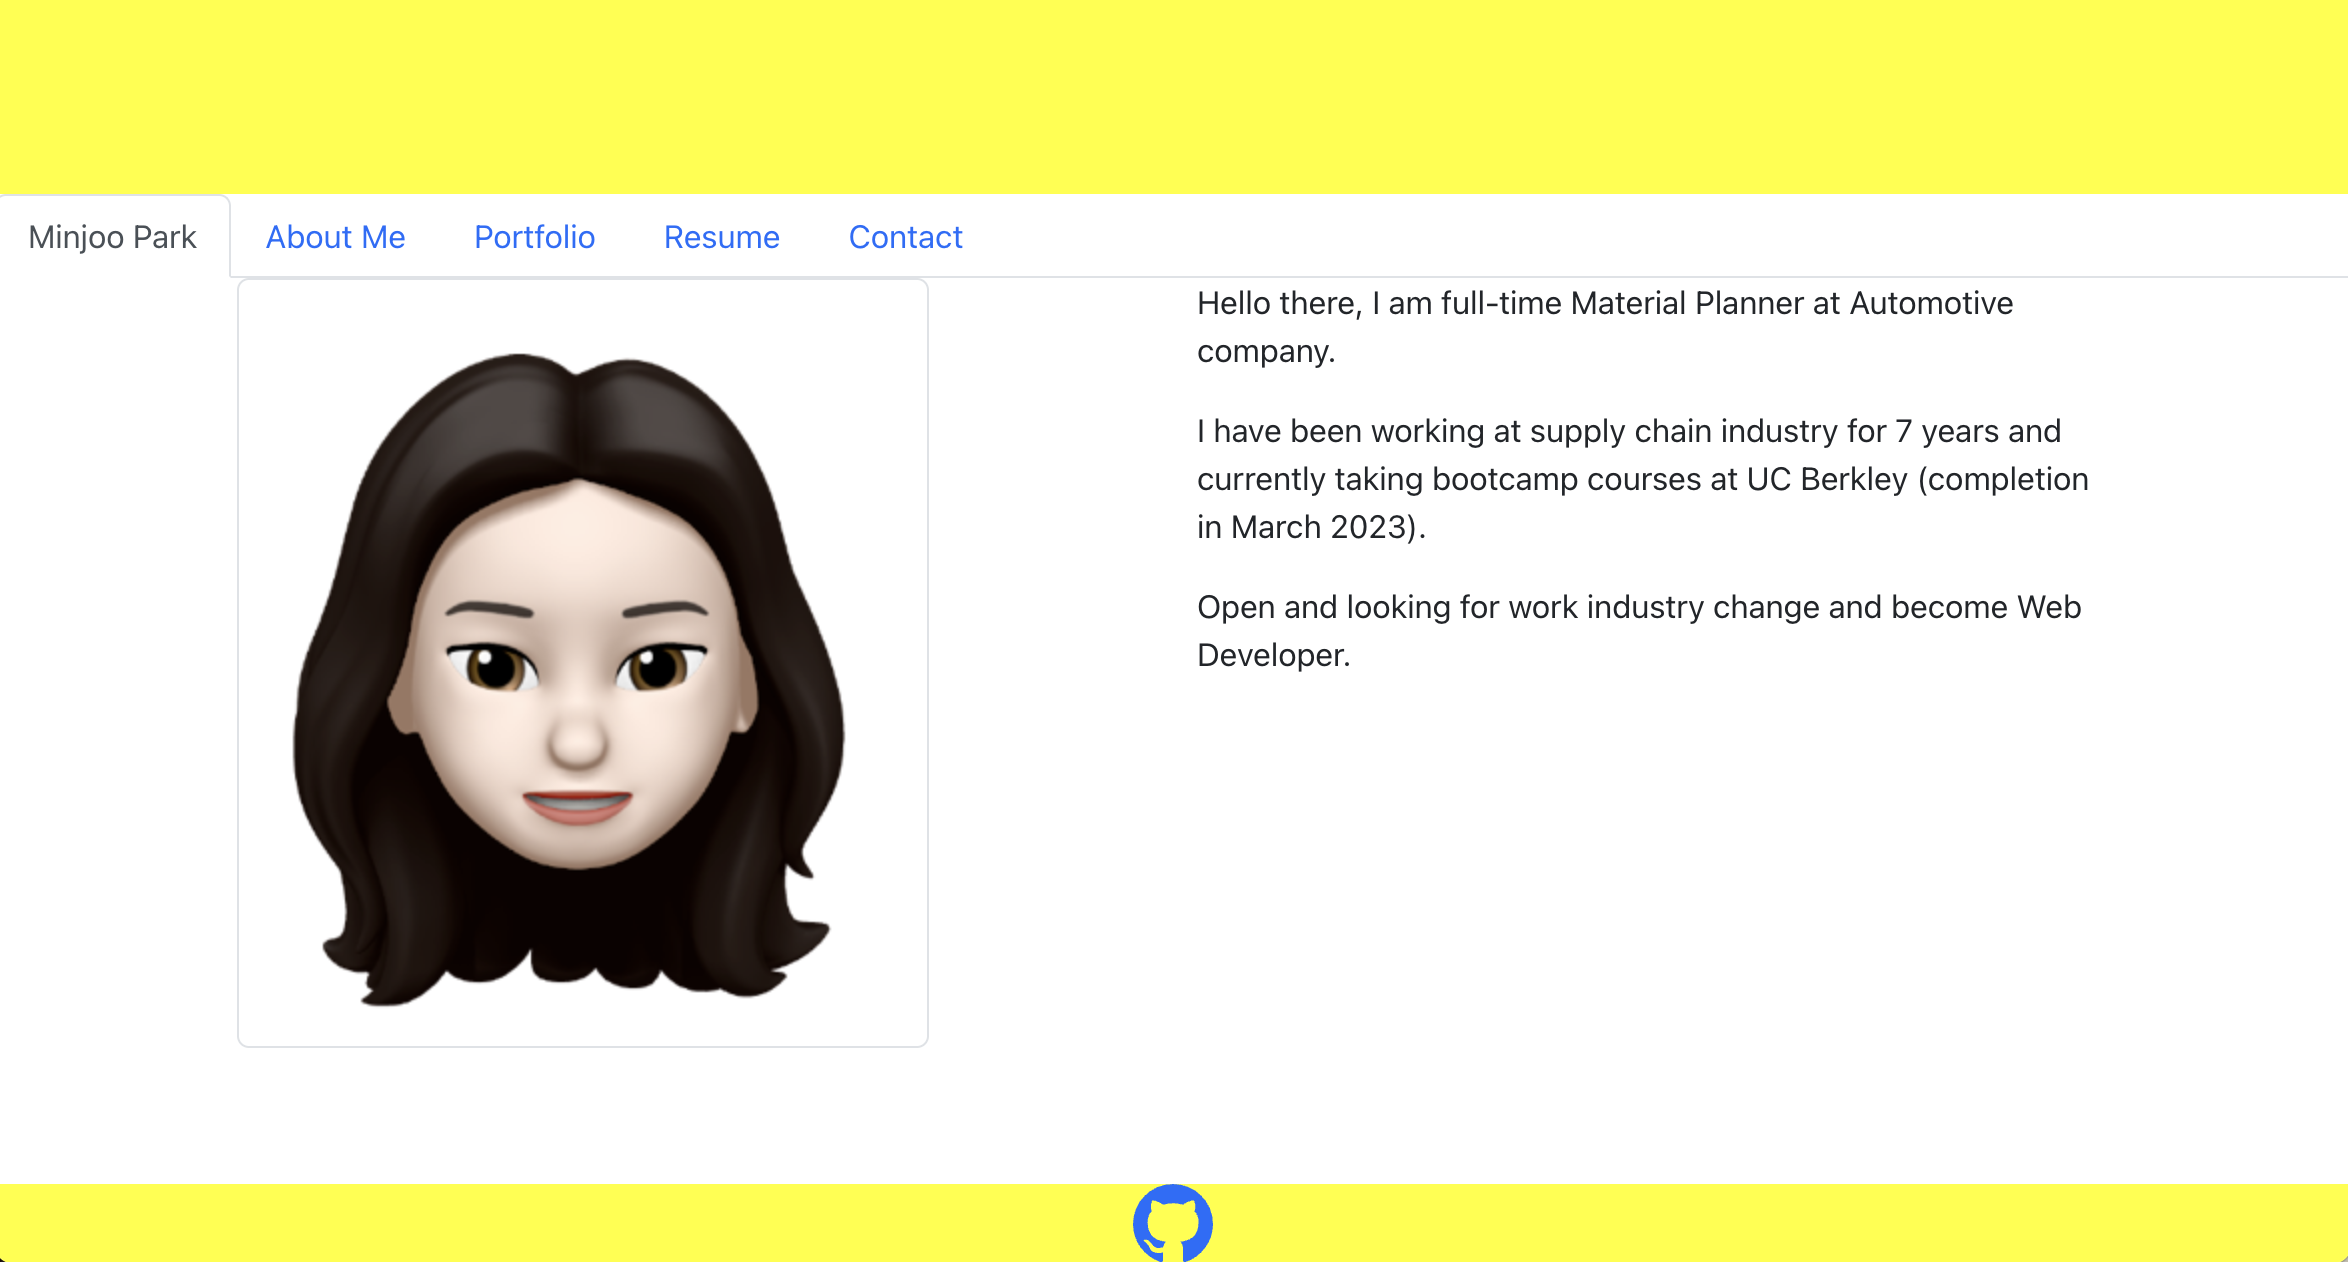 Minjoo Park About Me Portfolio Resume Contact
Hello there, I am full-time Material Planner at Automotive
company.
I have been working at supply chain industry for 7 years and
currently taking bootcamp courses at UC Berkley (completion
in March 2023).
Open and looking for work industry change and become Web
Developer.